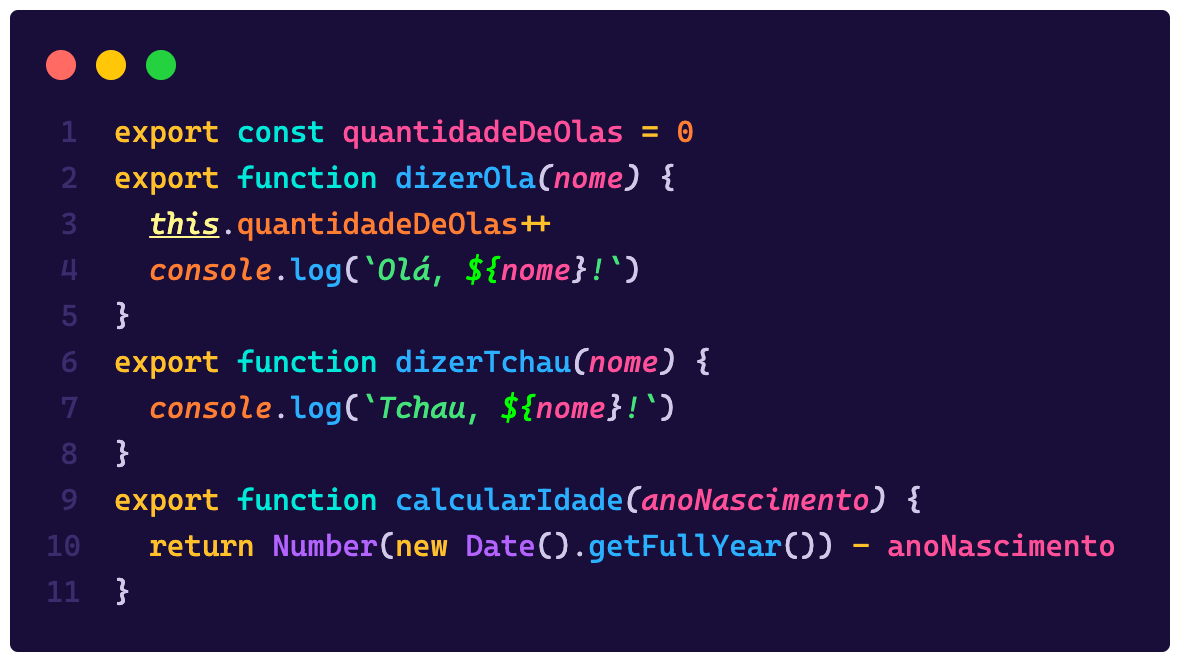 1 export const quantidadeDeOlas = 0
2 export function dizerOla(nome) {
3 this.quantidadeDeOlas++
4 console.log(`Olá, ${nome}!`)
5 }
6 export function dizerTchau(nome) {
7 console.log(`Tchau, ${nome}!`)
8 }
9 export function calcularIdade(anoNascimento) {
10 return Number(new Date().getFullYear()) - anoNascimento
11 }